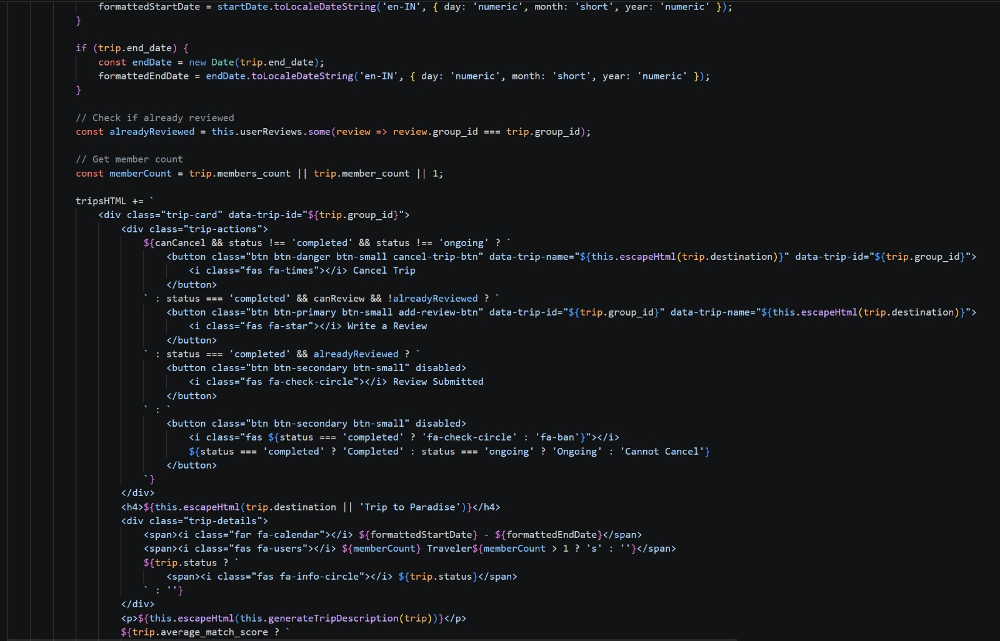 formattedStartDate = startDate.toLocaleDateString('en-IN', { day: 'numeric', month: 'short', year: 'numeric' });
}
if (trip.end_date) {
const endDate = new Date(trip.end_date);
formattedEndDate = endDate.toLocaleDateString('en-IN', { day: 'numeric', month: 'short', year: 'numeric' });
}
// Check if already reviewed
const alreadyReviewed = this.userReviews.some(review => review.group_id === trip.group_id);
// Get member count
const memberCount = trip.members_count || trip.member_count || 1;
tripsHTML += `
<div class="trip-card" data-trip-id="${trip.group_id}">
<div class="trip-actions">
${canCancel && status !== 'completed' && status !== 'ongoing' ? `
<button class="btn btn-danger btn-small cancel-trip-btn" data-trip-name="${this.escapeHtml(trip.destination)}" data-trip-id="${trip.group_id}">
<i class="fas fa-times"></i> Cancel Trip
</button>
` : status === 'completed' && canReview && !alreadyReviewed ? `
<button class="btn btn-primary btn-small add-review-btn" data-trip-id="${trip.group_id}" data-trip-name="${this.escapeHtml(trip.destination)}">
<i class="fas fa-star"></i> Write a Review
</button>
` : status === 'completed' && alreadyReviewed ? `
<button class="btn btn-secondary btn-small" disabled>
<i class="fas fa-check-circle"></i> Review Submitted
</button>
` : `
<button class="btn btn-secondary btn-small" disabled>
<i class="fas ${status === 'completed' ? 'fa-check-circle' : 'fa-ban'}"></i>
${status === 'completed' ? 'Completed' : status === 'ongoing' ? 'Ongoing' : 'Cannot Cancel'}
</button>
`}
</div>
<h4>${this.escapeHtml(trip.destination || 'Trip to Paradise')}</h4>
<div class="trip-details">
<span><i class="far fa-calendar"></i> ${formattedStartDate} - ${formattedEndDate}</span>
<span><i class="fas fa-users"></i> ${memberCount} Traveler${memberCount > 1 ? 's' : ''}</span>
${trip.status ? `
<span><i class="fas fa-info-circle"></i> ${trip.status}</span>
` : ''}
</div>
<p>${this.escapeHtml(this.generateTripDescription(trip))}</p>
${trip.average_match_score ? `